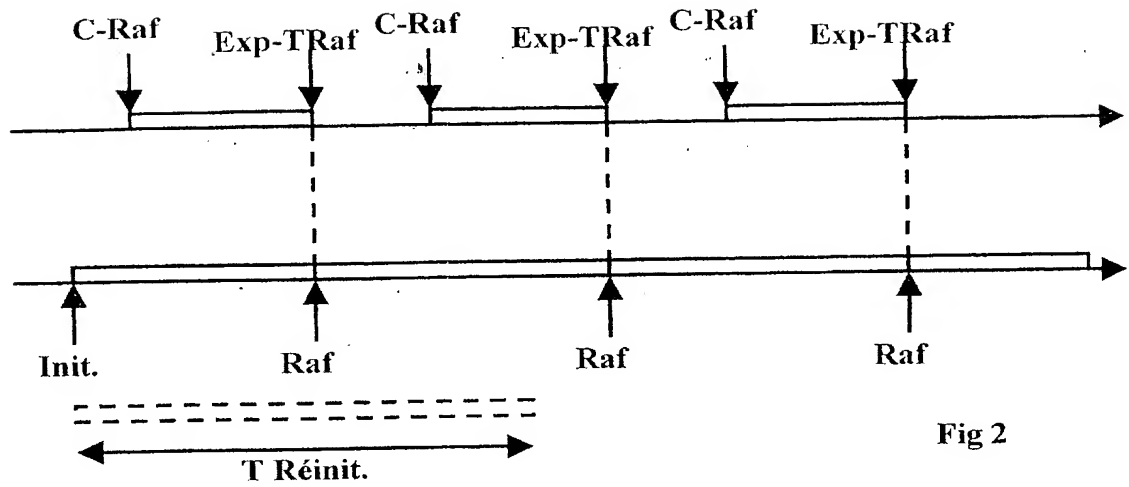 C-Raf Exp-TRaf C-Raf Exp-TRaf C-Raf Exp-TRaf
Init. Raf Raf Raf
T Réinit.
Fig 2